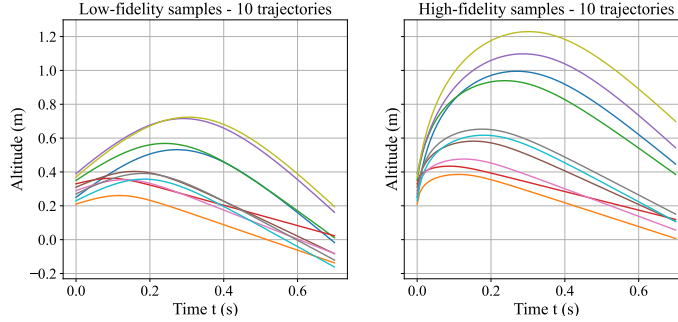 Low-fidelity samples - 10 trajectories
High-fidelity samples - 10 trajectories
1.2
1.0
0.8
0.6
0.4
0.2
0.0
−0.2
Altitude (m)
Altitude (m)
0.0 0.2 0.4 0.6
0.0 0.2 0.4 0.6
Time t (s)
Time t (s)